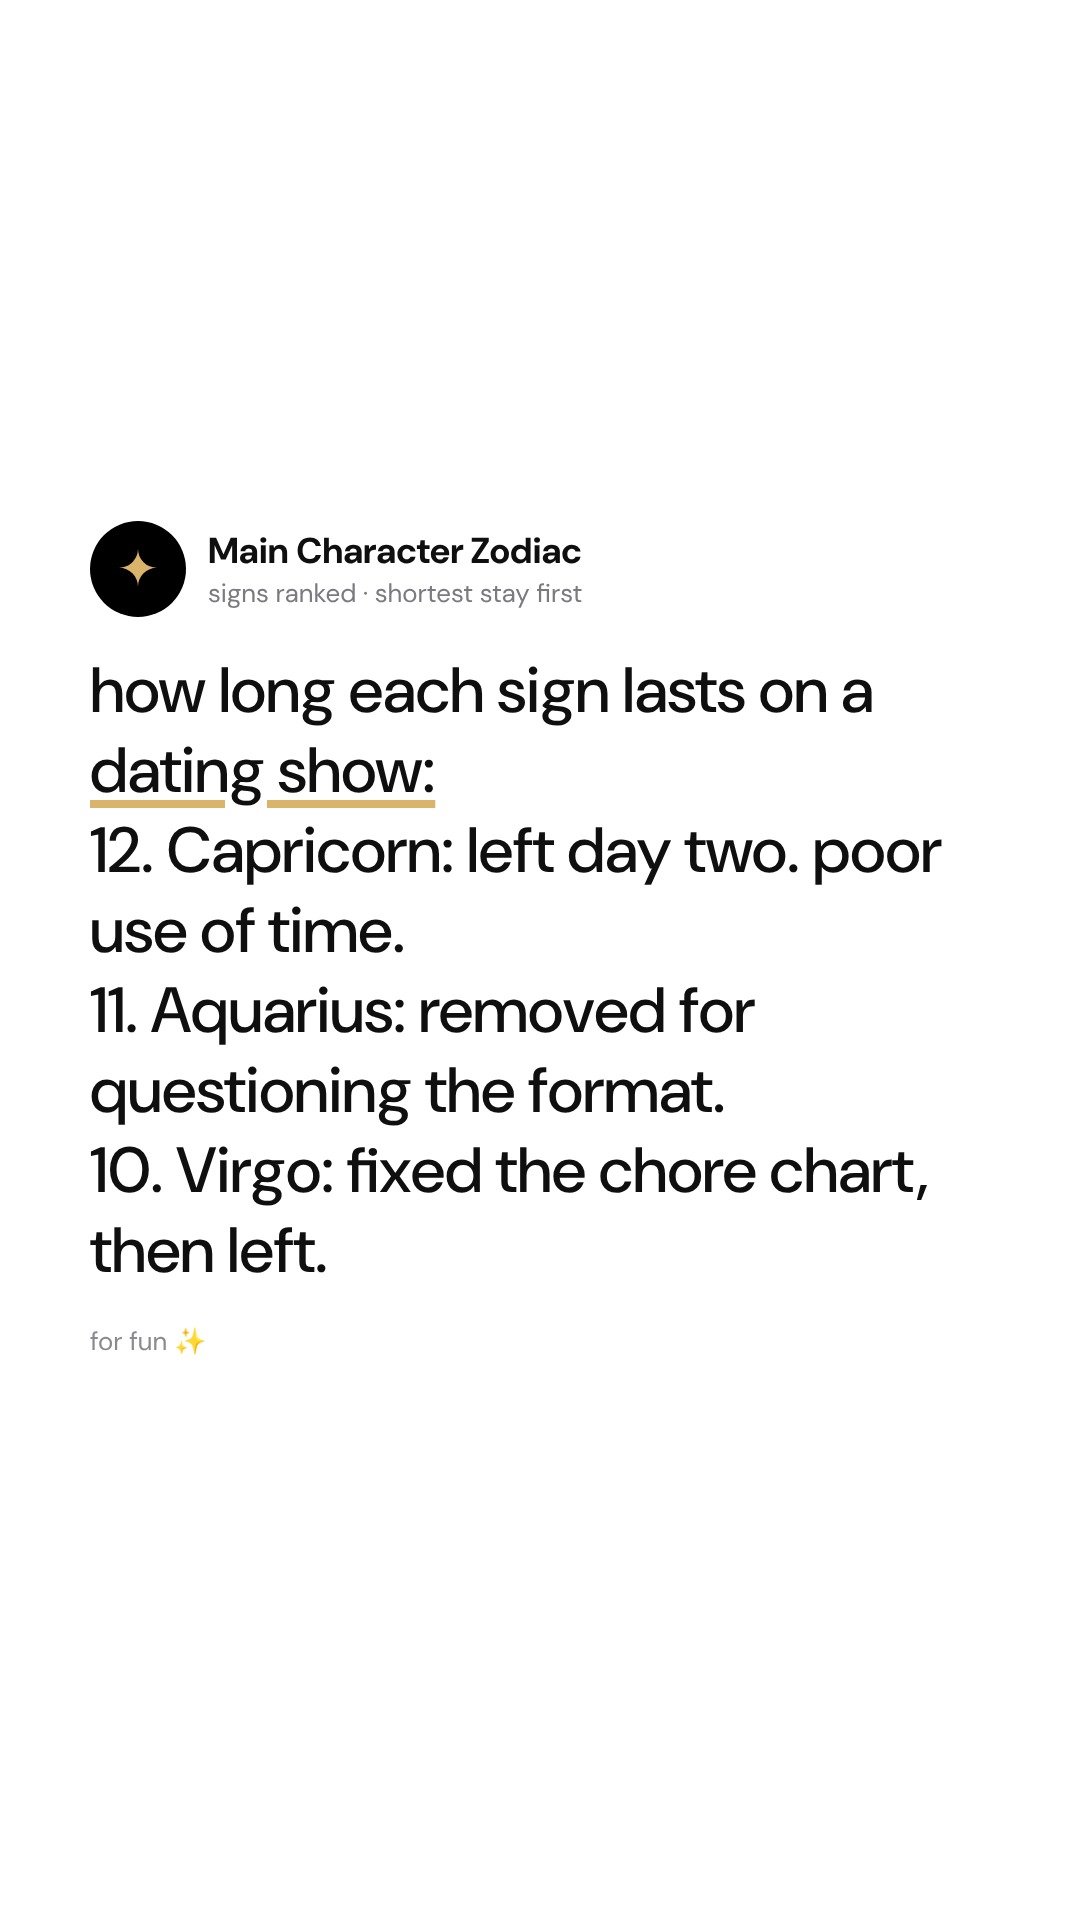 Main Character Zodiac
signs ranked · shortest stay first
how long each sign lasts on a
dating show:
12. Capricorn: left day two. poor
use of time.
11. Aquarius: removed for
questioning the format.
10. Virgo: fixed the chore chart,
then left.
for fun ✨